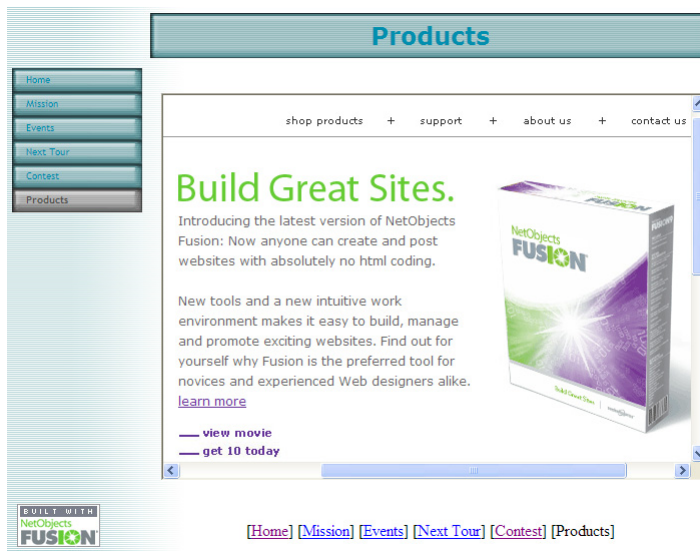 Products
Home
Mission
Events
Next Tour
Contest
Products
shop products + support + about us + contact us
Build Great Sites.
Introducing the latest version of NetObjects
Fusion: Now anyone can create and post
websites with absolutely no html coding.
New tools and a new intuitive work
environment makes it easy to build, manage
and promote exciting websites. Find out for
yourself why Fusion is the preferred tool for
novices and experienced Web designers alike.
learn more
view movie
get 10 today
NetObjects
FUSION
Build Great Sites
BUILT WITH
NetObjects
FUSION
[Home] [Mission] [Events] [Next Tour] [Contest] [Products]